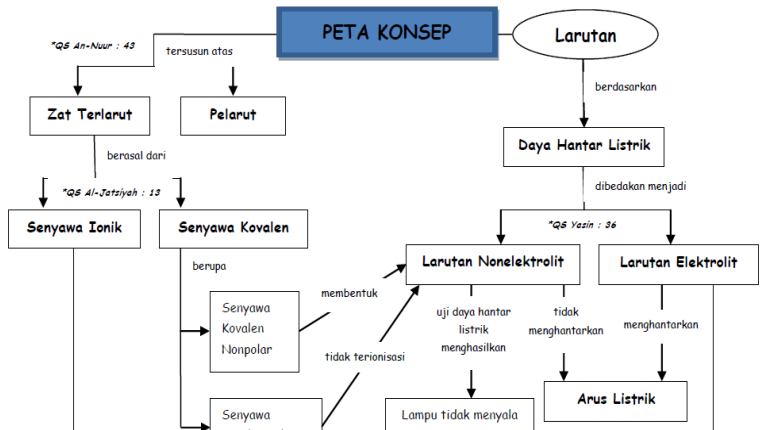 PETA KONSEP
Larutan
*QS An-Nuur : 43
tersusun atas
berdasarkan
Zat Terlarut
Pelarut
Daya Hantar Listrik
berasal dari
dibedakan menjadi
*QS Al-Jatsiyah : 13
*QS Yasin : 36
Senyawa Ionik
Senyawa Kovalen
Larutan Nonelektrolit
Larutan Elektrolit
berupa
membentuk
Senyawa
Kovalen
Nonpolar
uji daya hantar
listrik
menghasilkan
tidak
menghantarkan
menghantarkan
tidak terionisasi
Arus Listrik
Senyawa
Lampu tidak menyala